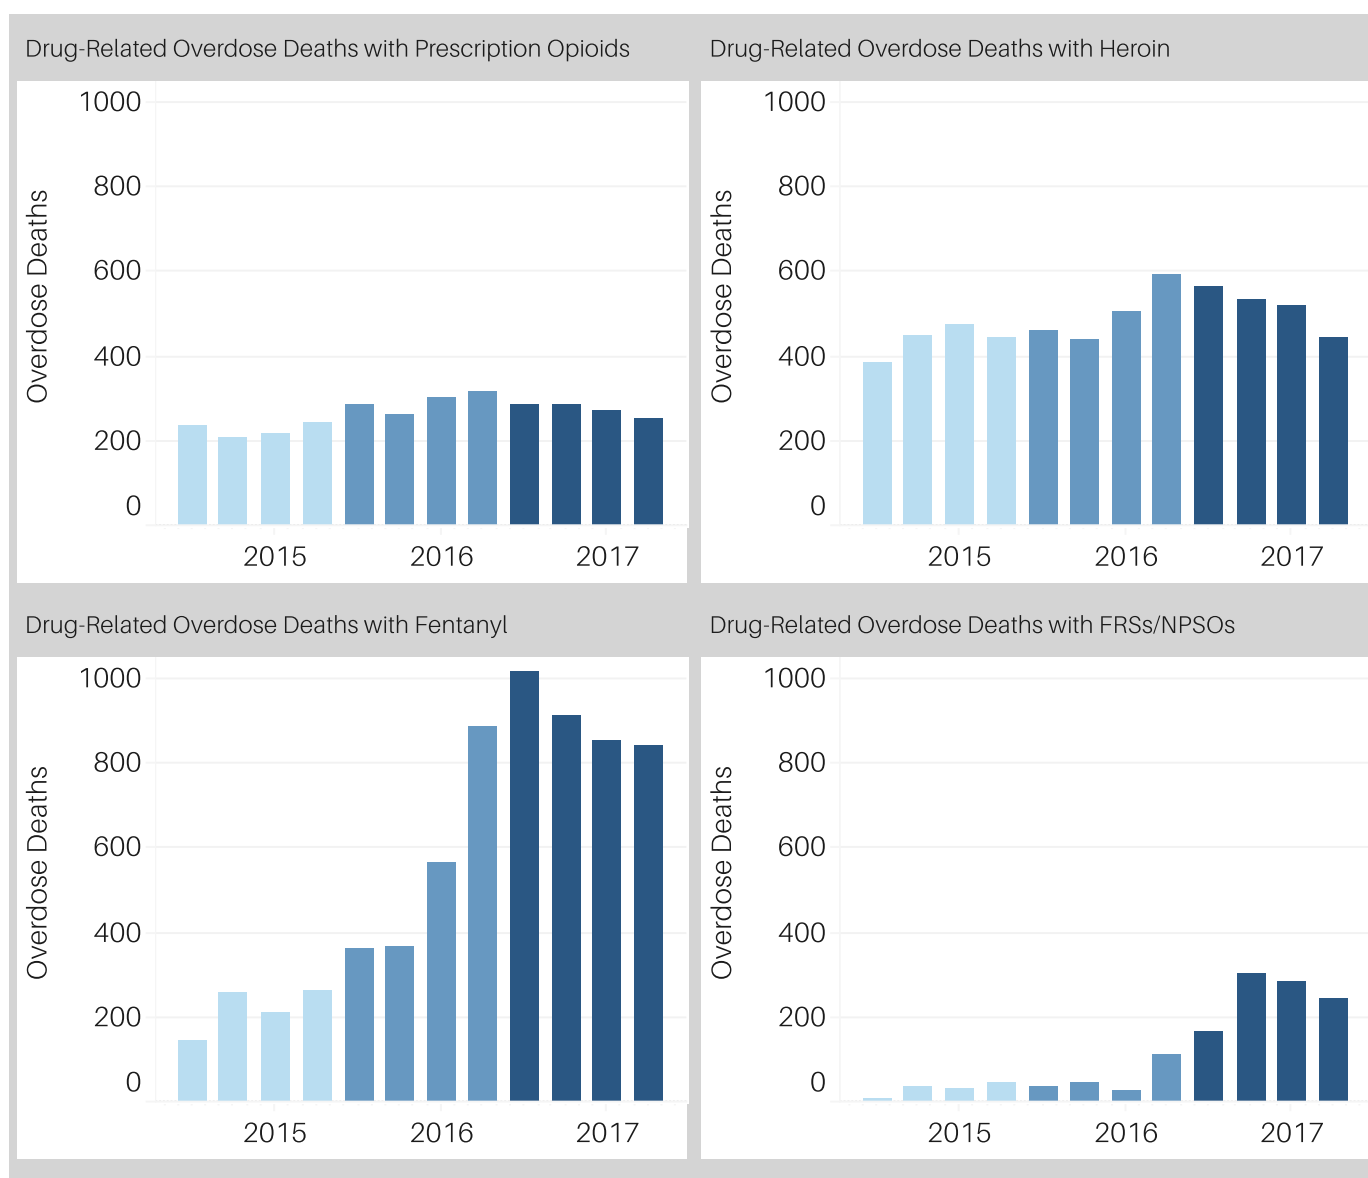 Drug-Related Overdose Deaths with Prescription Opioids
Overdose Deaths
1000
800
600
400
200
0
2015 2016 2017
Drug-Related Overdose Deaths with Heroin
Overdose Deaths
1000
800
600
400
200
0
2015 2016 2017
Drug-Related Overdose Deaths with Fentanyl
Overdose Deaths
1000
800
600
400
200
0
2015 2016 2017
Drug-Related Overdose Deaths with FRSs/NPSOs
Overdose Deaths
1000
800
600
400
200
0
2015 2016 2017